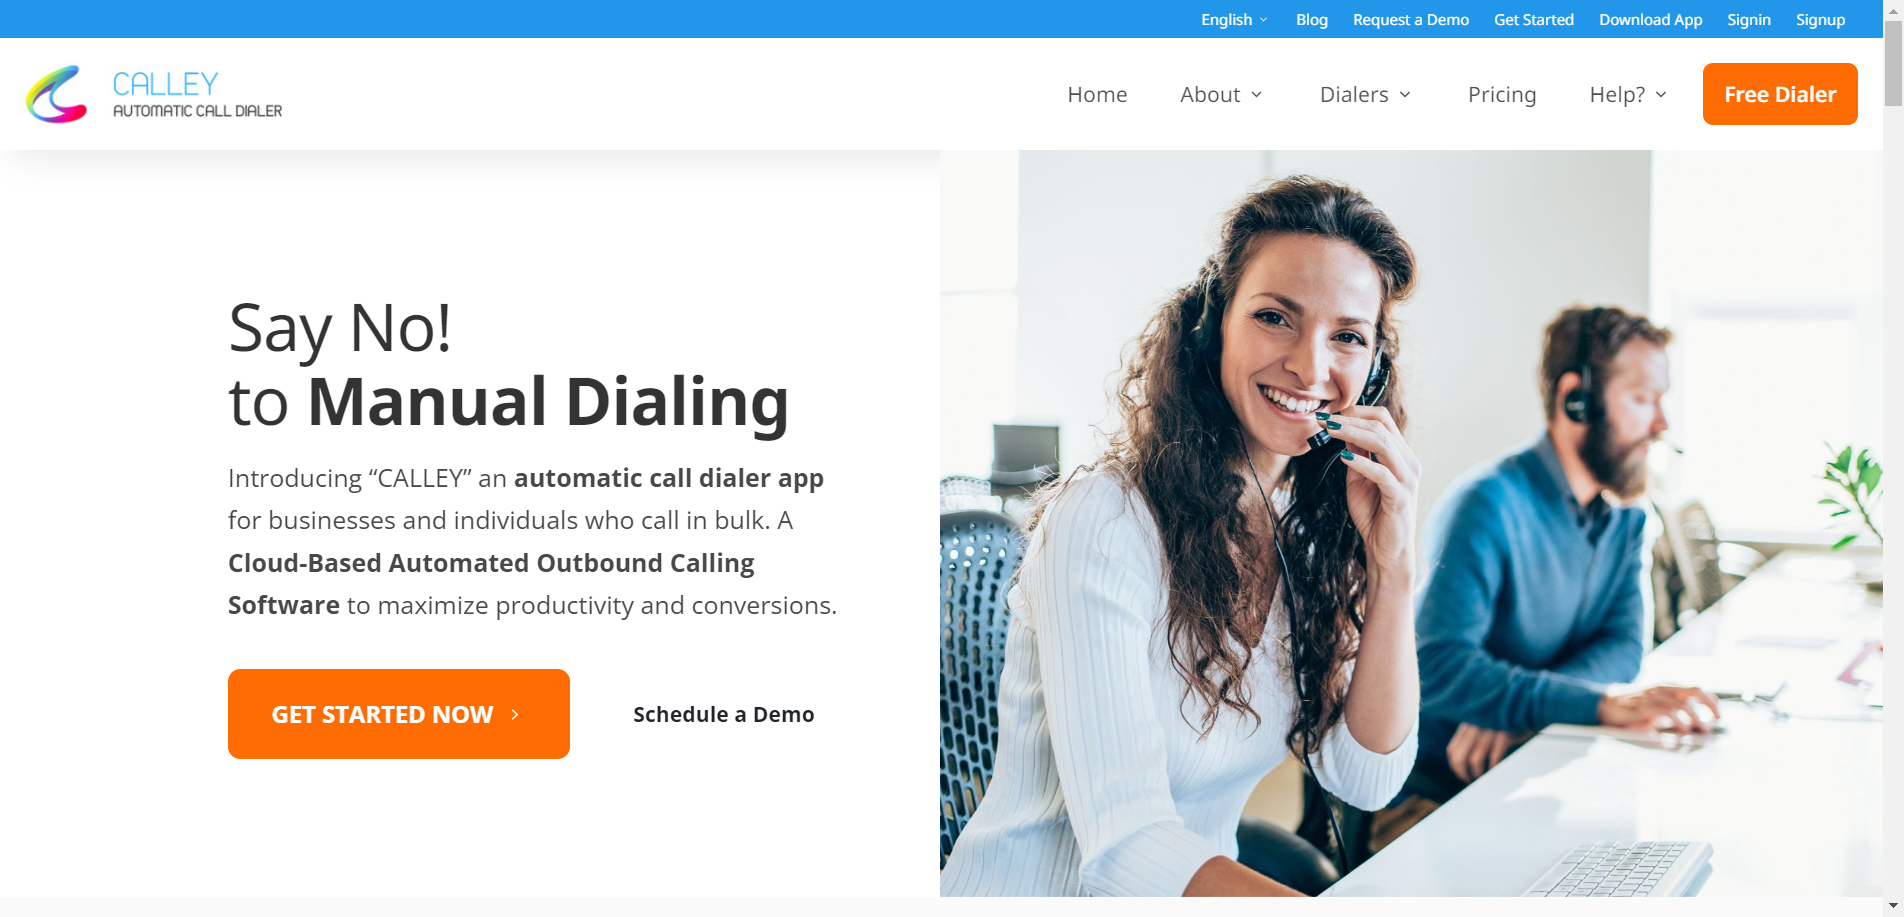 English Blog Request a Demo Get Started Download App Signin Signup
CALLEY
AUTOMATIC CALL DIALER
Home About Dialers Pricing Help? Free Dialer
Say No!
to Manual Dialing
Introducing “CALLEY” an automatic call dialer app
for businesses and individuals who call in bulk. A
Cloud-Based Automated Outbound Calling
Software to maximize productivity and conversions.
GET STARTED NOW Schedule a Demo